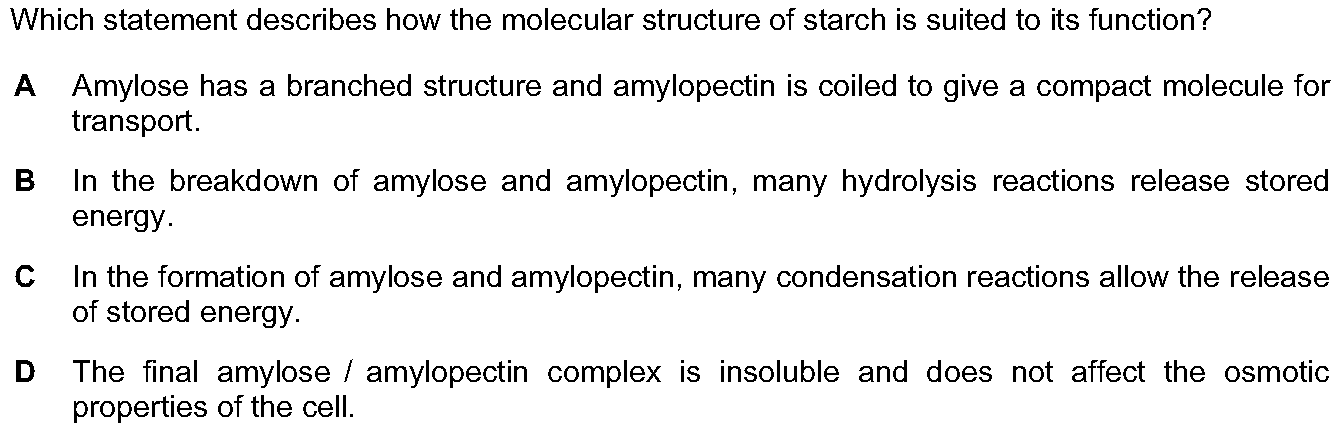 Which statement describes how the molecular structure of starch is suited to its function?
A Amylose has a branched structure and amylopectin is coiled to give a compact molecule for
transport.
B In the breakdown of amylose and amylopectin, many hydrolysis reactions release stored
energy.
C In the formation of amylose and amylopectin, many condensation reactions allow the release
of stored energy.
D The final amylose / amylopectin complex is insoluble and does not affect the osmotic
properties of the cell.